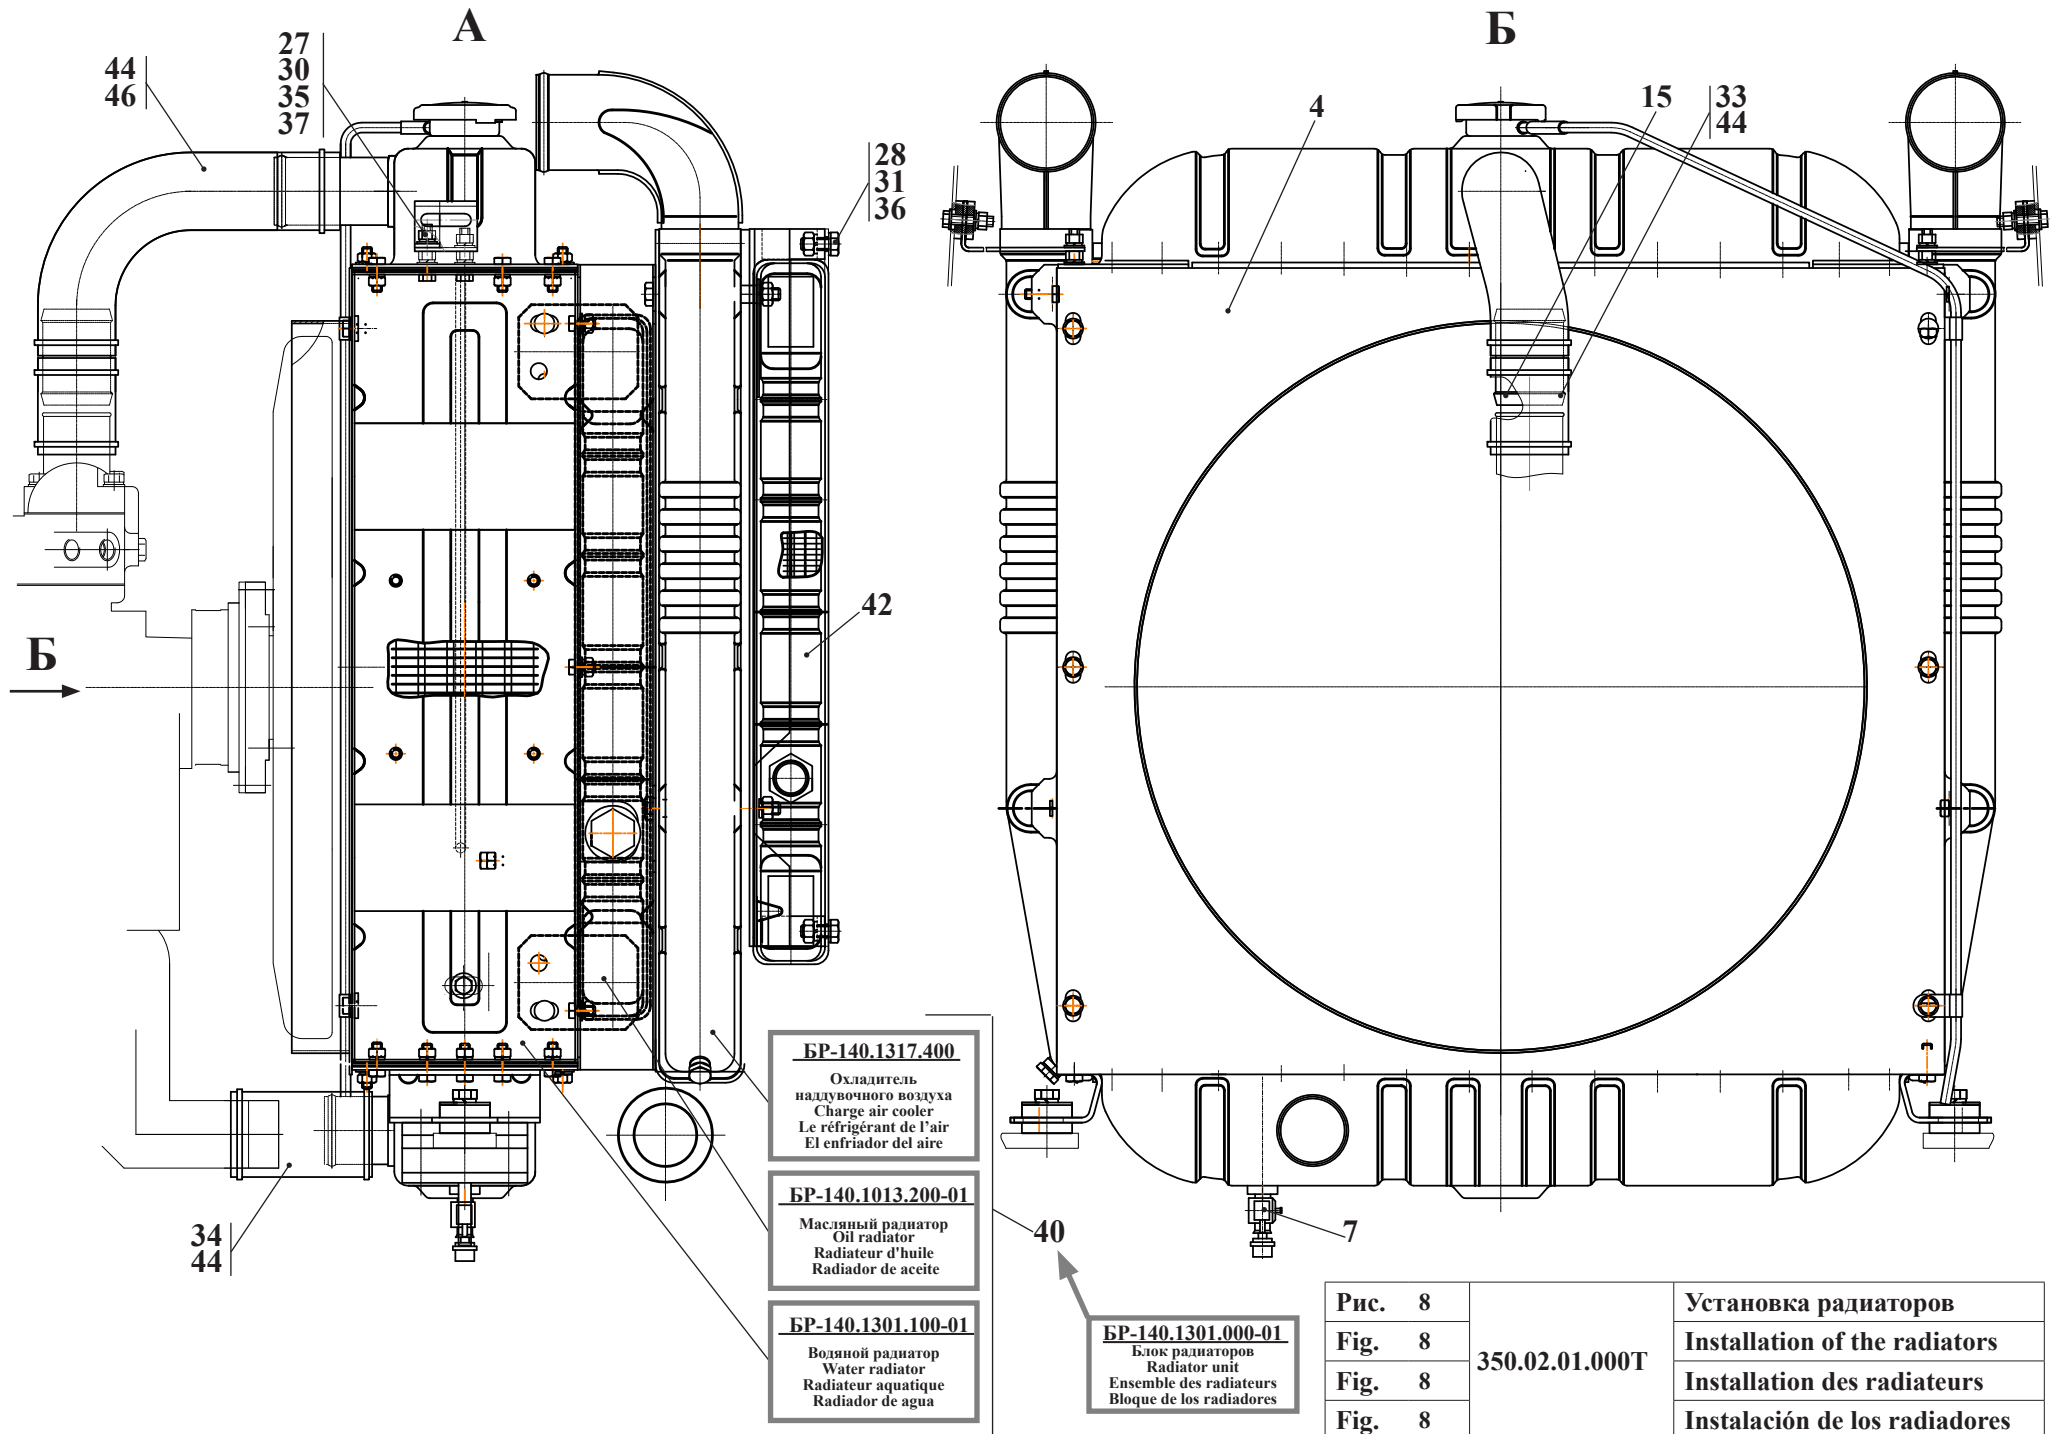 А
Б
27
30
35
37
44
46
28
31
36
4
15
33
44
42
Б
34
44
40
7
БР-140.1317.400
Охладитель
наддувочного воздуха
Charge air cooler
Le réfrigérant de l'air
El enfriador del aire
БР-140.1013.200-01
Масляный радиатор
Oil radiator
Radiateur d'huile
Radiador de aceite
БР-140.1301.100-01
Водяной радиатор
Water radiator
Radiateur aquatique
Radiador de agua
БР-140.1301.000-01
Блок радиаторов
Radiator unit
Ensemble des radiateurs
Bloque de los radiadores
Рис. 8
Fig. 8
Fig. 8
Fig. 8
350.02.01.000Т
Установка радиаторов
Installation of the radiators
Installation des radiateurs
Instalación de los radiadores